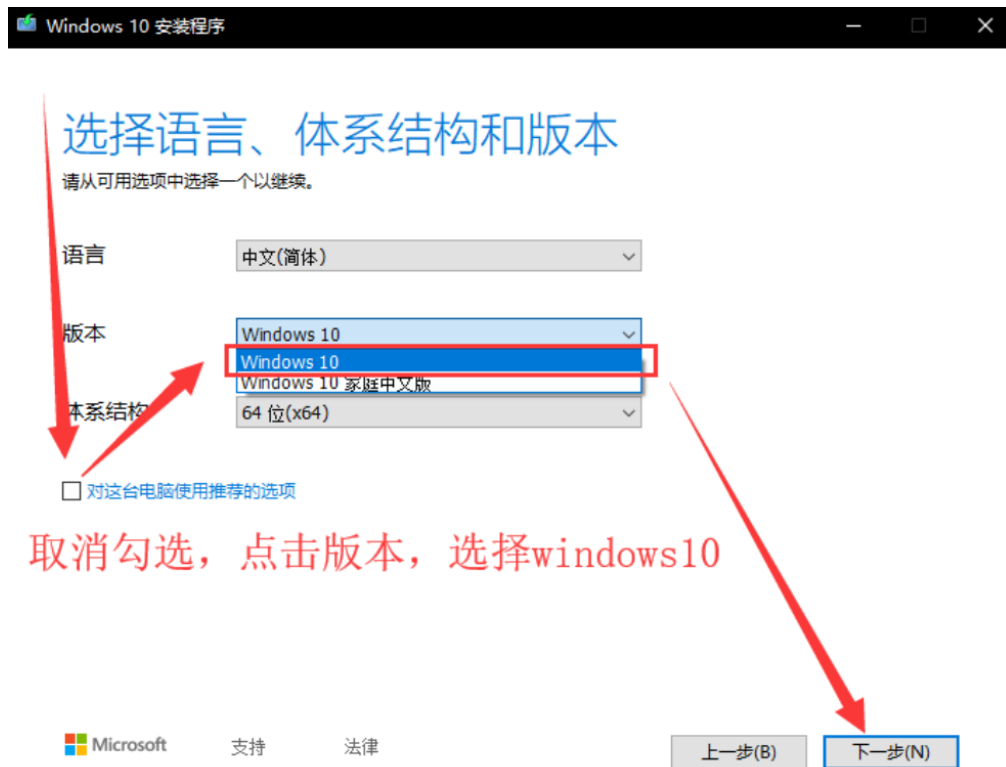 Windows 10 安装程序
选择语言、体系结构和版本
请从可用选项中选择一个以继续。
语言
中文(简体)
版本
Windows 10
Windows 10
Windows 10 家庭中文版
体系结构
64 位(x64)
对这台电脑使用推荐的选项
取消勾选，点击版本，选择windows10
Microsoft
支持
法律
上一步(B)
下一步(N)